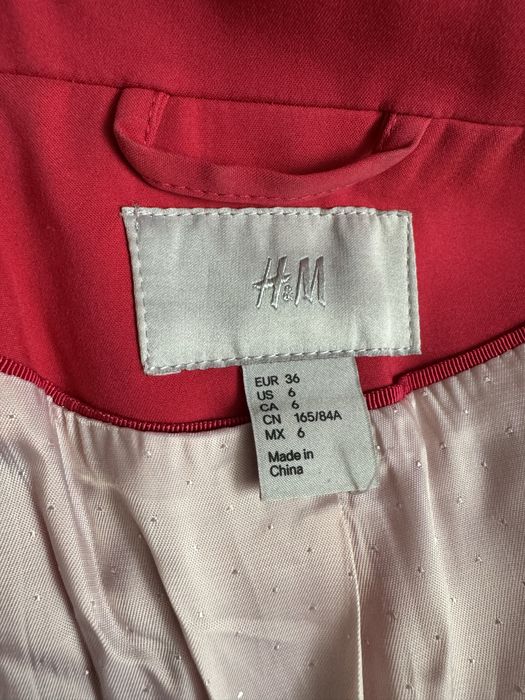 H&M
EUR 36
US 6
CA 6
CN 165/84A
MX 6
Made in
China